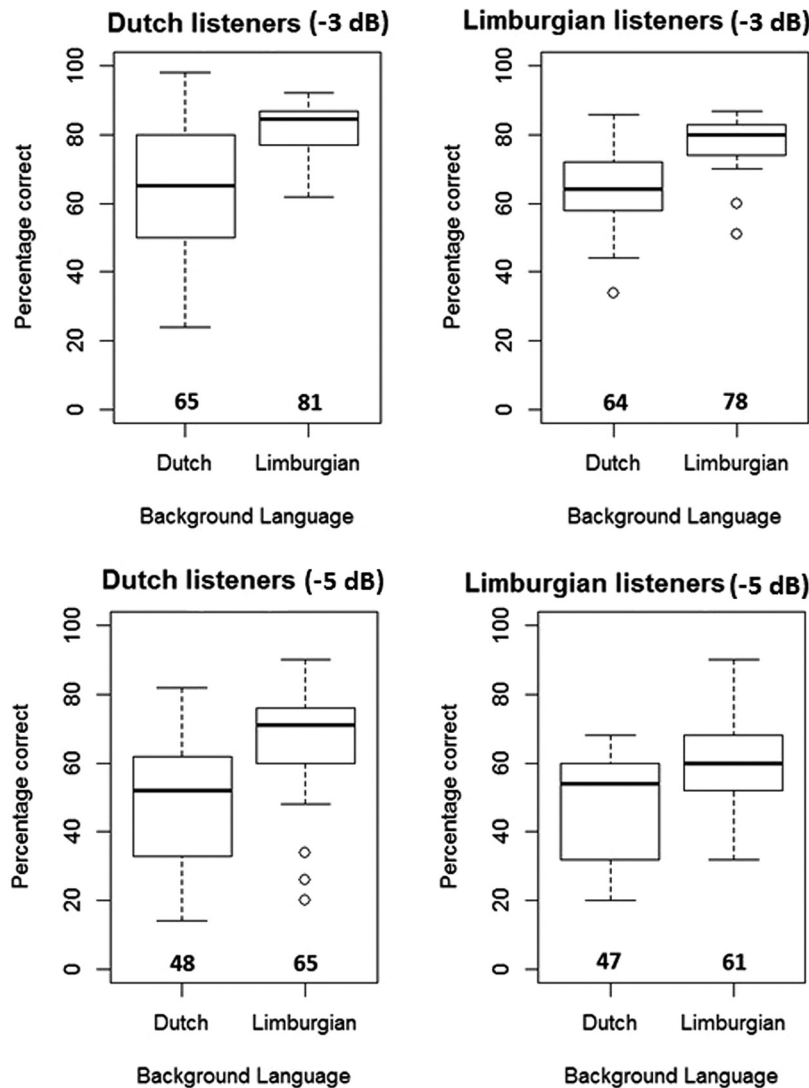 Dutch listeners (-3 dB)
Percentage correct
100
80
60
40
20
0
65
81
Dutch
Limburgian
Background Language
Limburgian listeners (-3 dB)
Percentage correct
100
80
60
40
20
0
64
78
Dutch
Limburgian
Background Language
Dutch listeners (-5 dB)
Percentage correct
100
80
60
40
20
0
48
65
Dutch
Limburgian
Background Language
Limburgian listeners (-5 dB)
Percentage correct
100
80
60
40
20
0
47
61
Dutch
Limburgian
Background Language